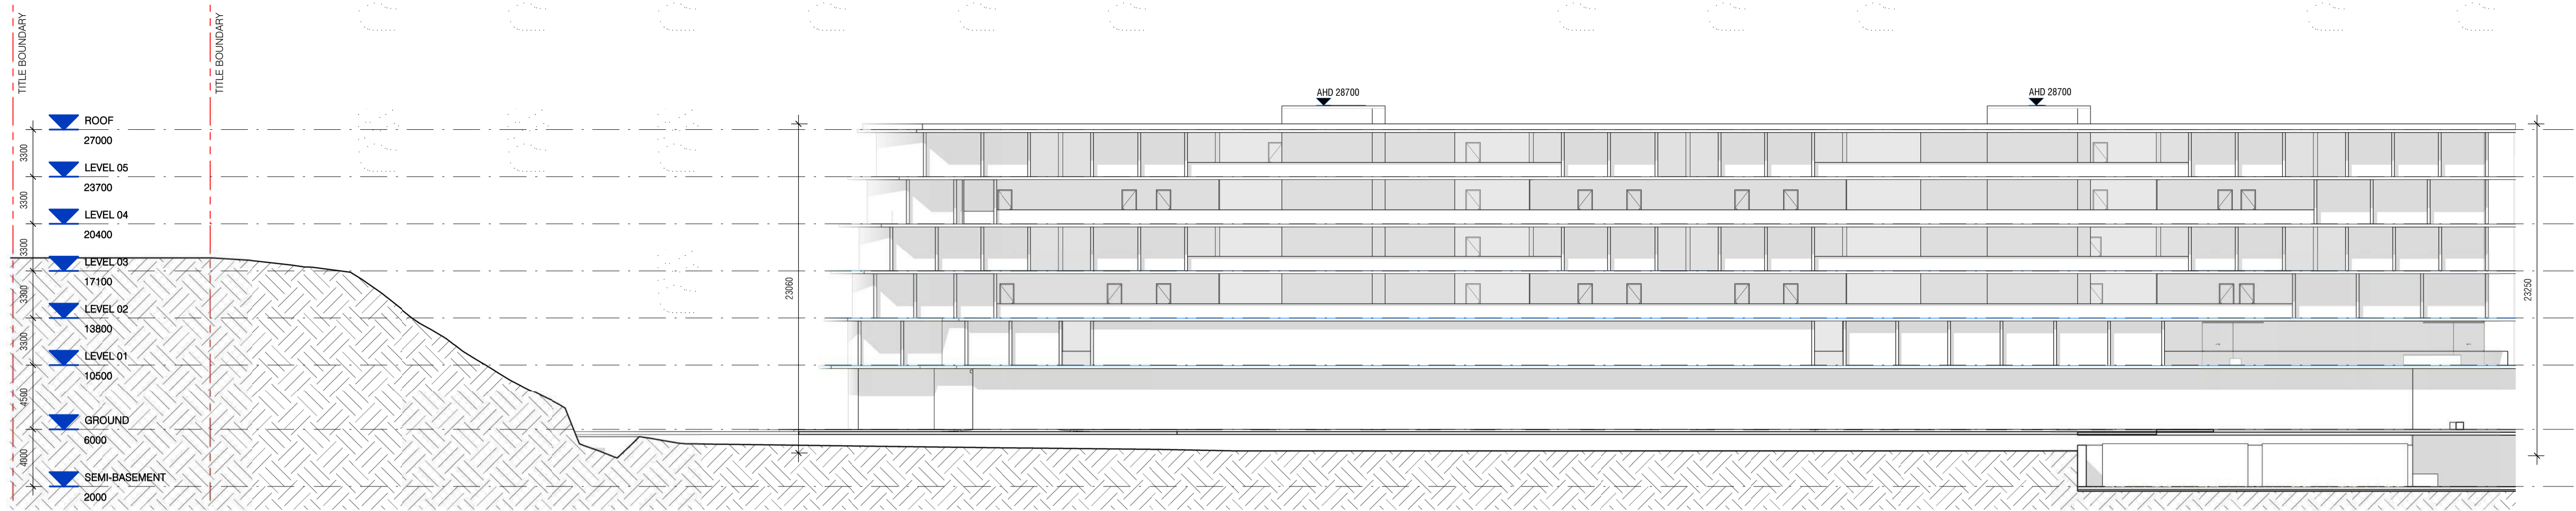 TITLE BOUNDARY
TITLE BOUNDARY
AHD 28700
AHD 28700
ROOF
27000
3300
LEVEL 05
23700
3300
LEVEL 04
20400
3300
LEVEL 03
17100
3300
LEVEL 02
13800
3300
LEVEL 01
10500
4500
GROUND
6000
4000
SEMI-BASEMENT
2000
23060
23250